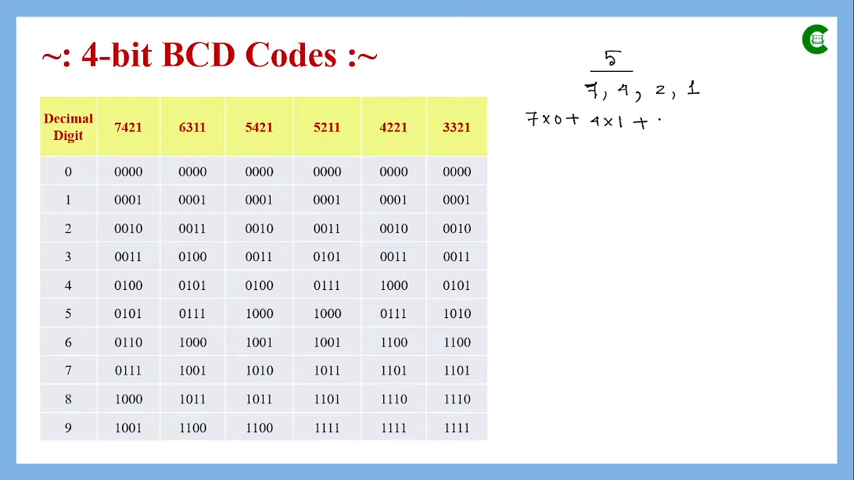 ~: 4-bit BCD Codes :~
Decimal Digit 7421 6311 5421 5211 4221 3321
0 0000 0000 0000 0000 0000 0000
1 0001 0001 0001 0001 0001 0001
2 0010 0011 0010 0011 0010 0010
3 0011 0100 0011 0101 0011 0011
4 0100 0101 0100 0111 1000 0101
5 0101 0111 1000 1000 0111 1010
6 0110 1000 1001 1001 1100 1100
7 0111 1001 1010 1011 1101 1101
8 1000 1011 1011 1101 1110 1110
9 1001 1100 1100 1111 1111 1111
5
7, 4, 2, 1
7×0+ 4×1 +